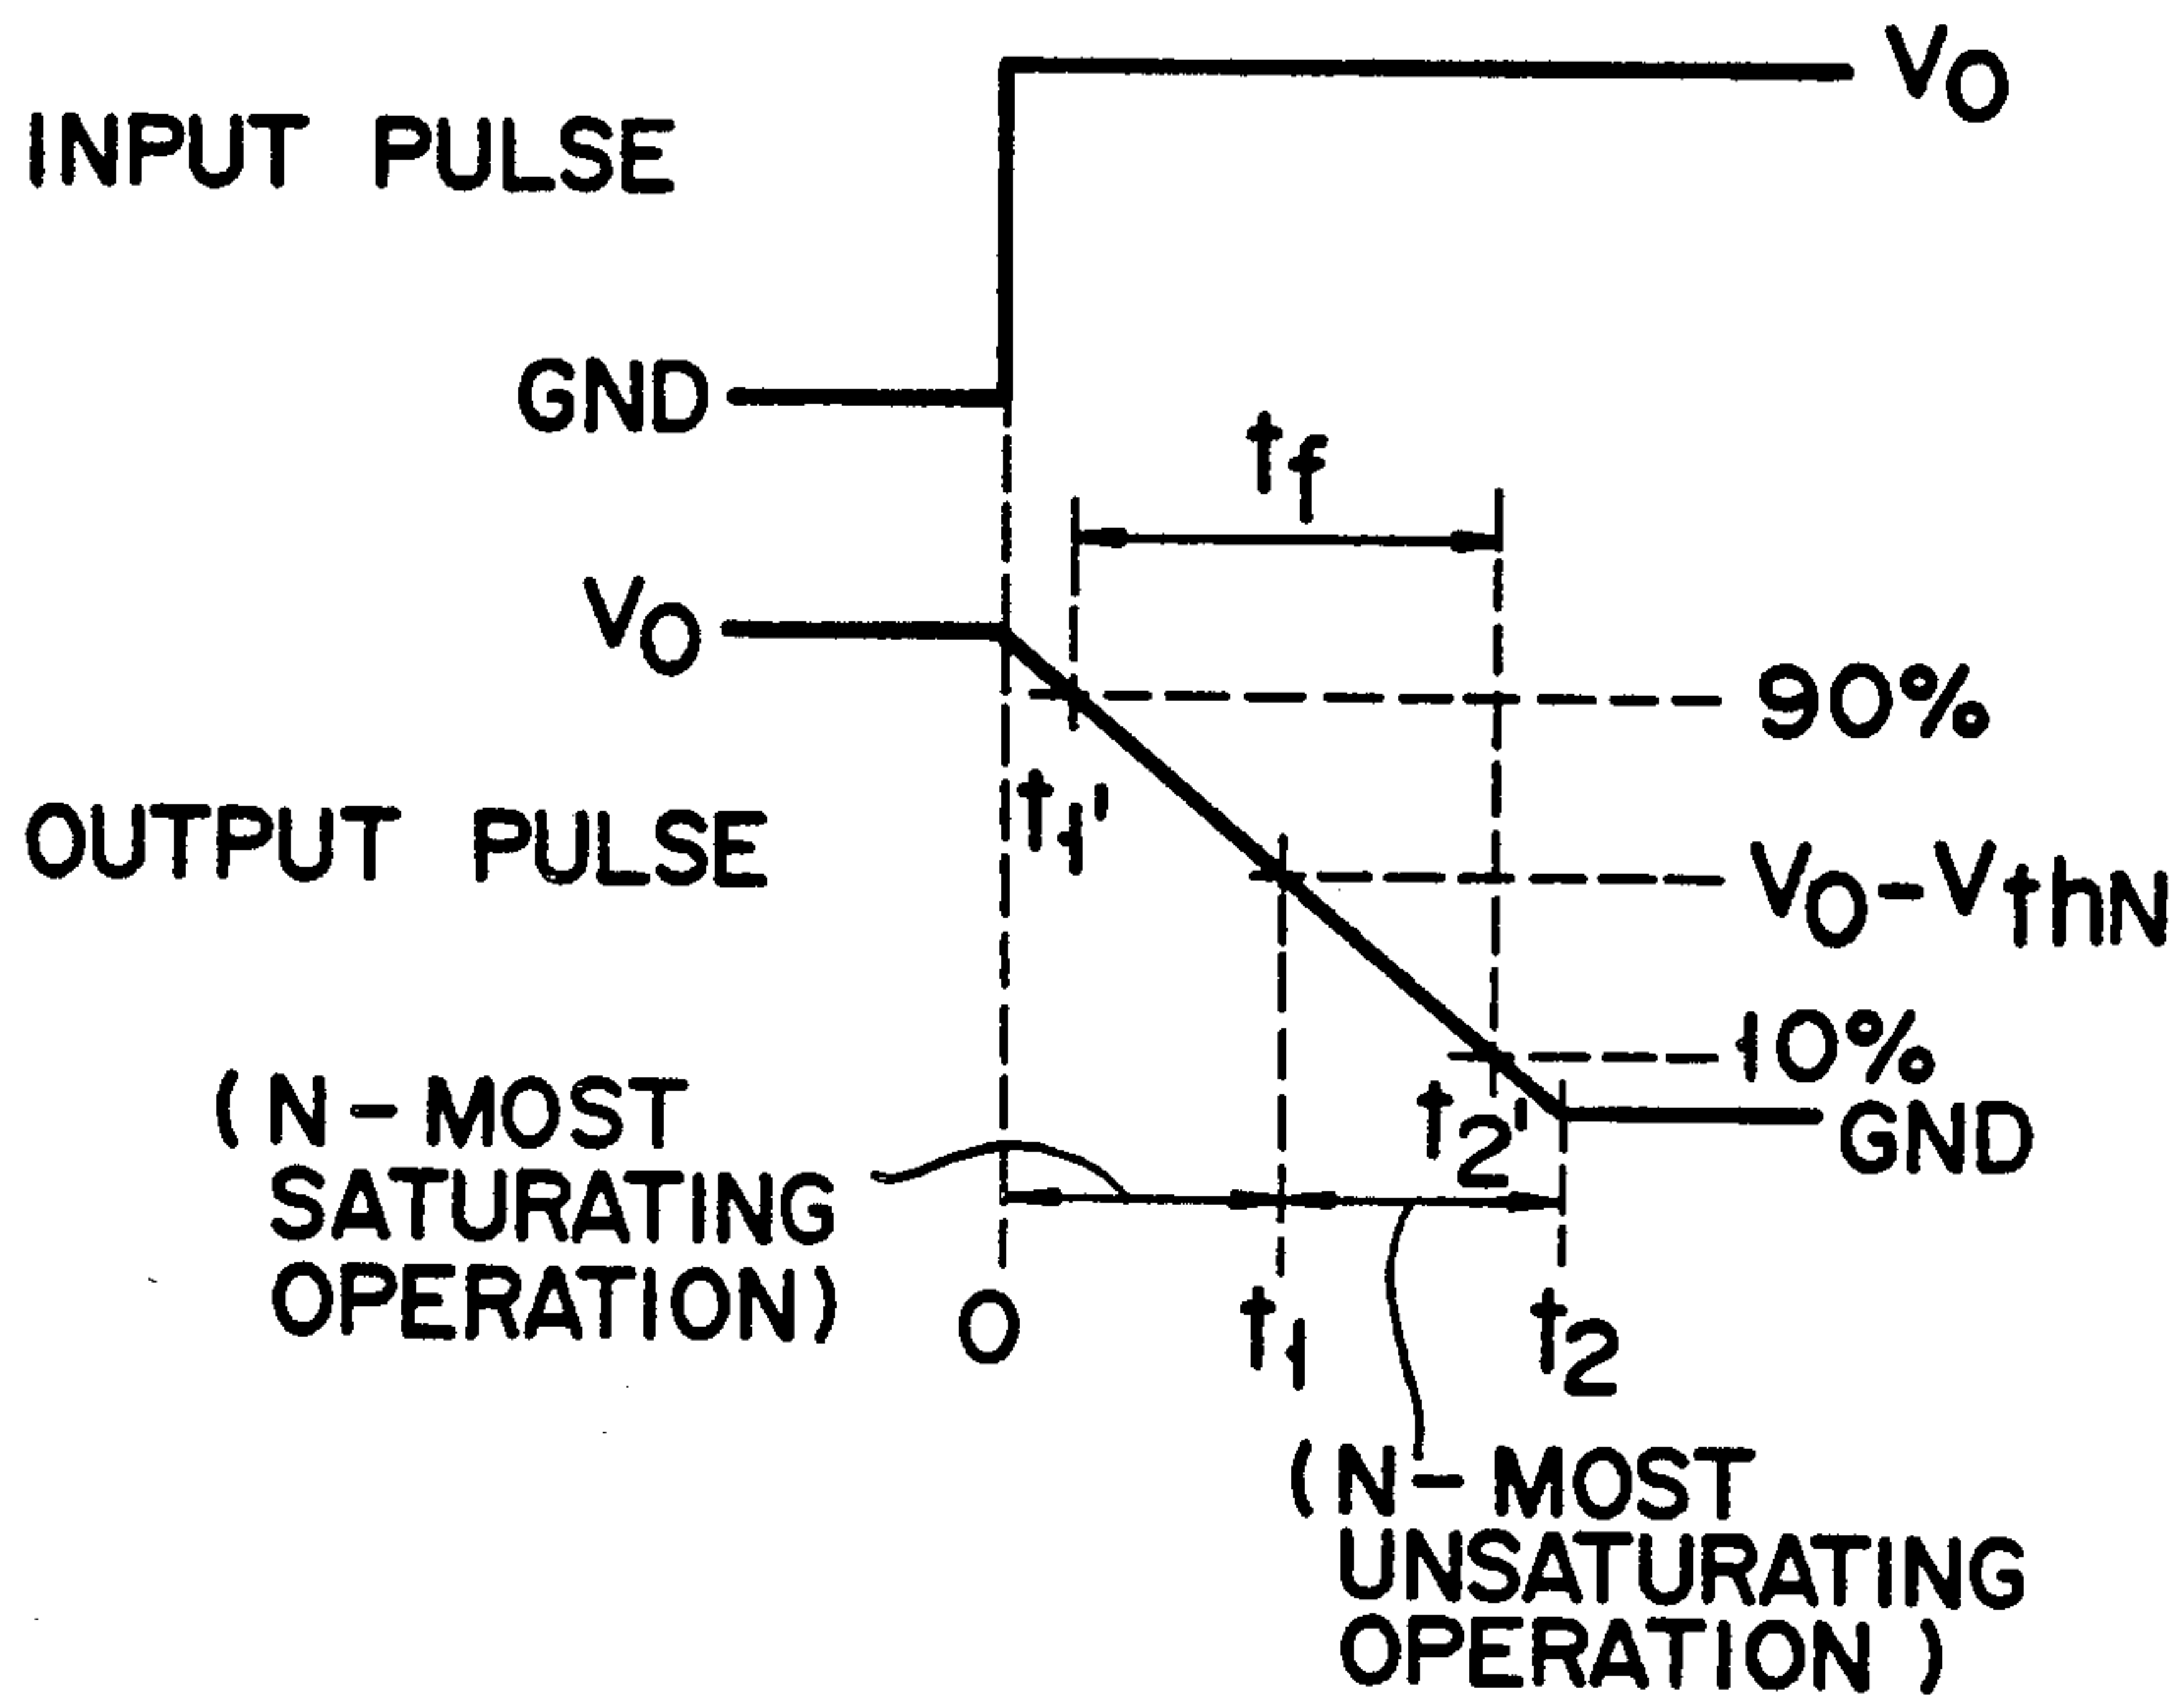 V0
INPUT PULSE
GND
tf
V0
90%
t1'
OUTPUT PULSE
V0-VthN
10%
t2'
GND
(N-MOST
SATURATING
OPERATION)
0
t1
t2
(N-MOST
UNSATURATING
OPERATION)